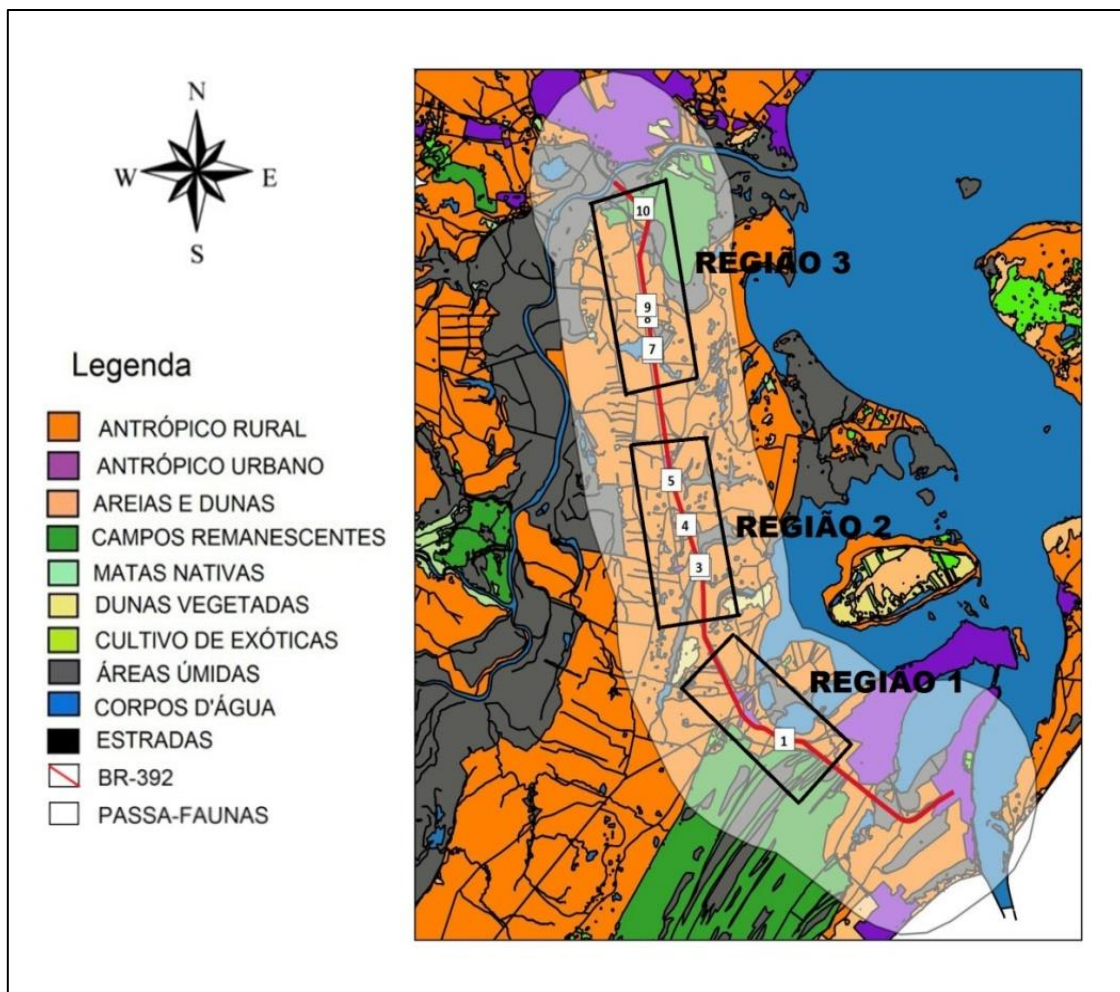 N
W E
S
Legenda
ANTRÓPICO RURAL
ANTRÓPICO URBANO
AREIAS E DUNAS
CAMPOS REMANESCENTES
MATAS NATIVAS
DUNAS VEGETADAS
CULTIVO DE EXÓTICAS
ÁREAS ÚMIDAS
CORPOS D'ÁGUA
ESTRADAS
BR-392
PASSA-FAUNAS
10
REGIÃO 3
9
8
7
5
4
REGIÃO 2
3
REGIÃO 1
1